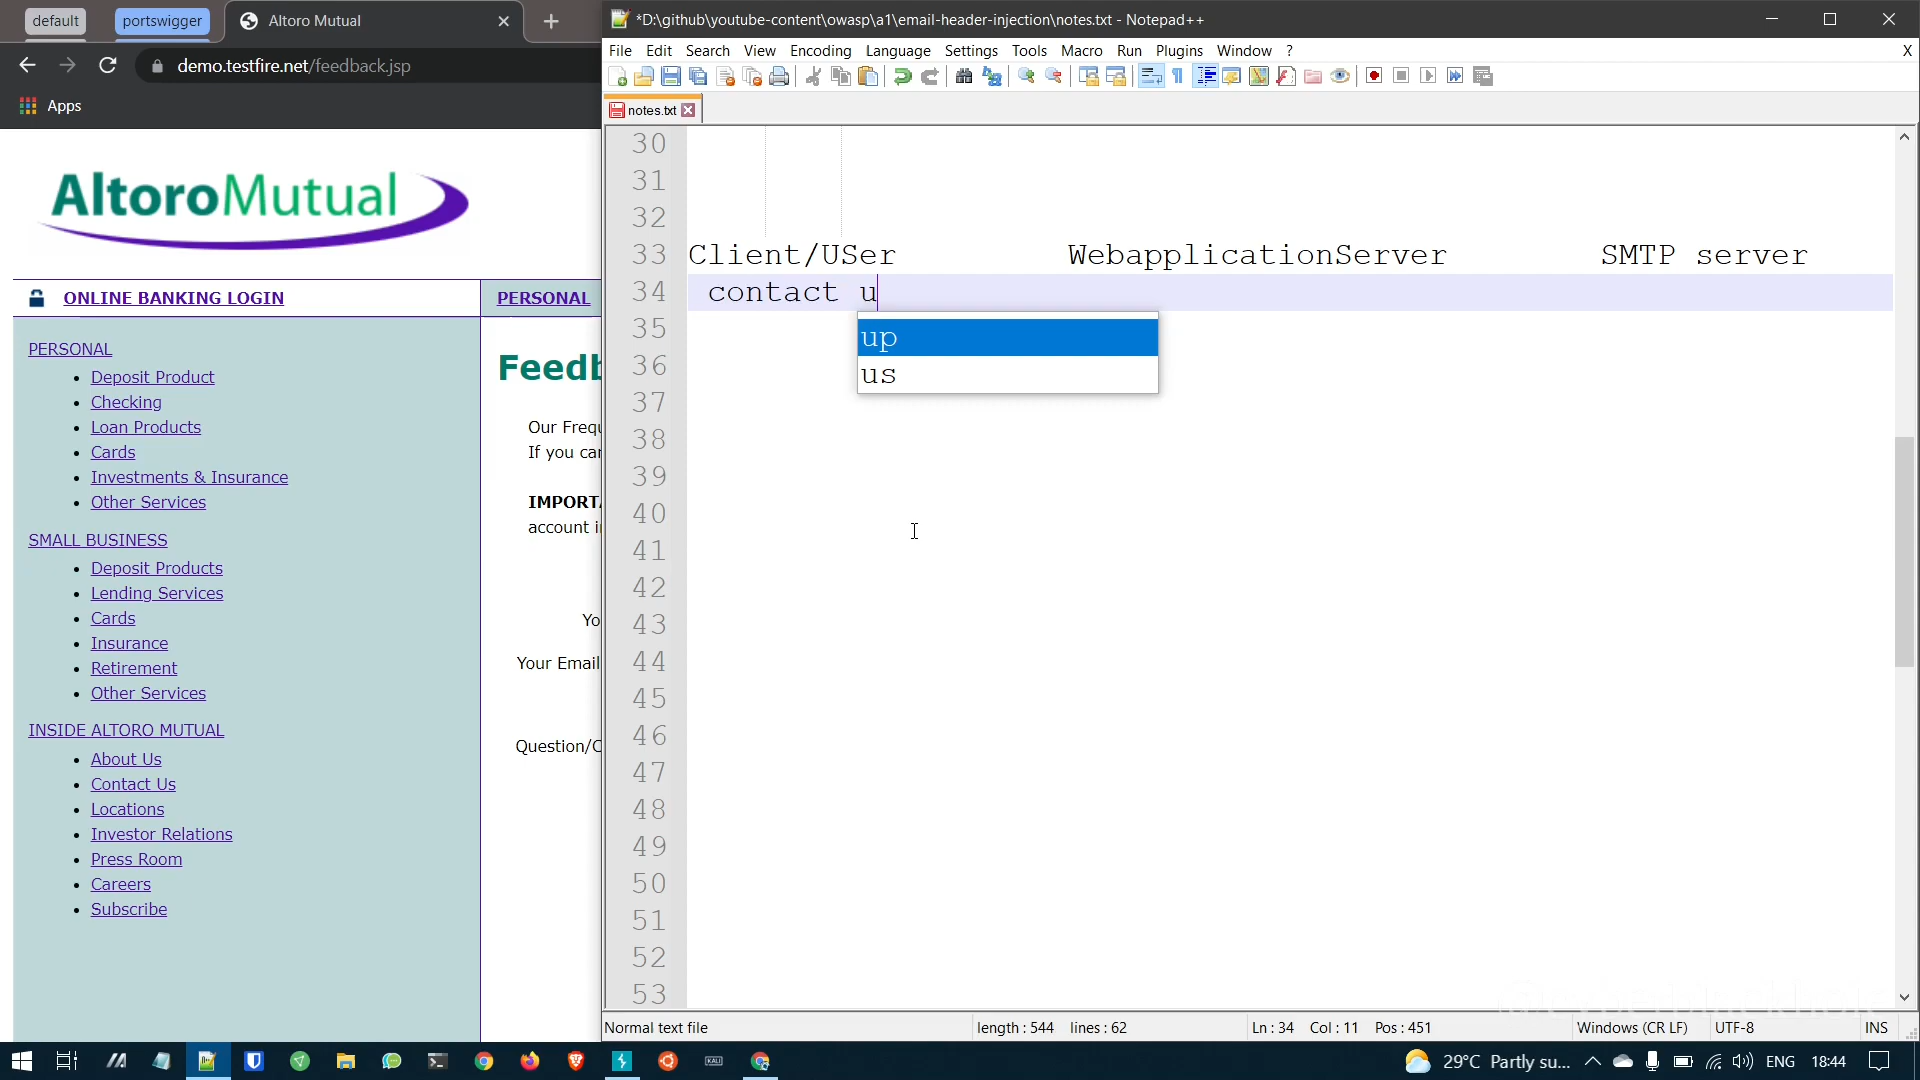 default
portswigger
Altoro Mutual
demo.testfire.net/feedback.jsp
Apps
AltoroMutual
ONLINE BANKING LOGIN
PERSONAL
PERSONAL
Deposit Product
Checking
Loan Products
Cards
Investments & Insurance
Other Services
SMALL BUSINESS
Deposit Products
Lending Services
Cards
Insurance
Retirement
Other Services
INSIDE ALTORO MUTUAL
About Us
Contact Us
Locations
Investor Relations
Press Room
Careers
Subscribe
Feedb
Our Frequ
If you can
IMPORTA
account i
Yo
Your Email
Question/C
*D:\github\youtube-content\owasp\a1\email-header-injection\notes.txt - Notepad++
File Edit Search View Encoding Language Settings Tools Macro Run Plugins Window ? X
notes.txt
30
31
32
33 Client/USer WebapplicationServer SMTP server
34 contact u
up
us
35
36
37
38
39
40
41
42
43
44
45
46
47
48
49
50
51
52
53
Normal text file length : 544 lines : 62 Ln : 34 Col : 11 Pos : 451 Windows (CR LF) UTF-8 INS
29°C Partly su... ENG 18:44